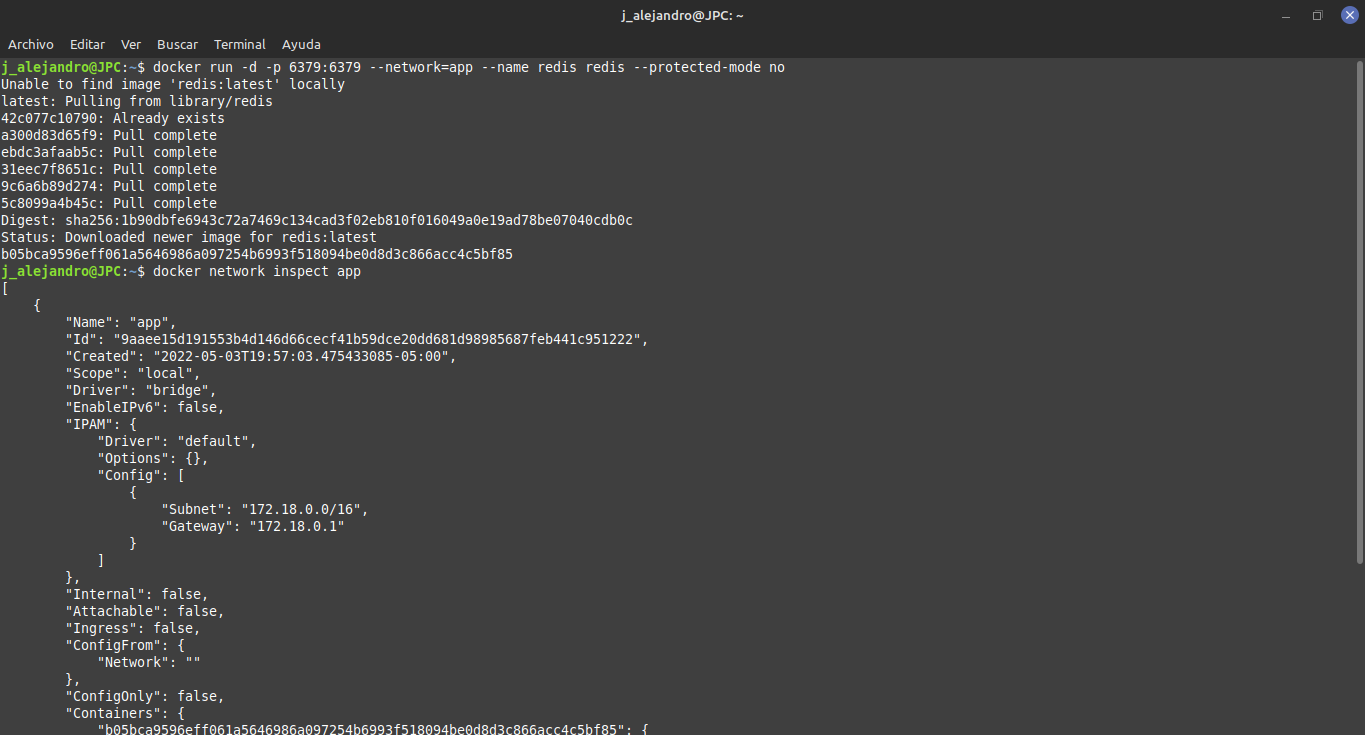 j_alejandro@JPC: ~
Archivo Editar Ver Buscar Terminal Ayuda
j_alejandro@JPC:~$ docker run -d -p 6379:6379 --network=app --name redis redis --protected-mode no
Unable to find image 'redis:latest' locally
latest: Pulling from library/redis
42c077c10790: Already exists
a300d83d65f9: Pull complete
ebdc3afaab5c: Pull complete
31eec7f8651c: Pull complete
9c6a6b89d274: Pull complete
5c8099a4b45c: Pull complete
Digest: sha256:1b90dbfe6943c72a7469c134cad3f02eb810f016049a0e19ad78be07040cdb0c
Status: Downloaded newer image for redis:latest
b05bca9596eff061a5646986a097254b6993f518094be0d8d3c866acc4c5bf85
j_alejandro@JPC:~$ docker network inspect app
[
    {
        "Name": "app",
        "Id": "9aaee15d191553b4d146d66cecf41b59dce20dd681d98985687feb441c951222",
        "Created": "2022-05-03T19:57:03.475433085-05:00",
        "Scope": "local",
        "Driver": "bridge",
        "EnableIPv6": false,
        "IPAM": {
            "Driver": "default",
            "Options": {},
            "Config": [
                {
                    "Subnet": "172.18.0.0/16",
                    "Gateway": "172.18.0.1"
                }
            ]
        },
        "Internal": false,
        "Attachable": false,
        "Ingress": false,
        "ConfigFrom": {
            "Network": ""
        },
        "ConfigOnly": false,
        "Containers": {
            "b05bca9596eff061a5646986a097254b6993f518094be0d8d3c866acc4c5bf85": {